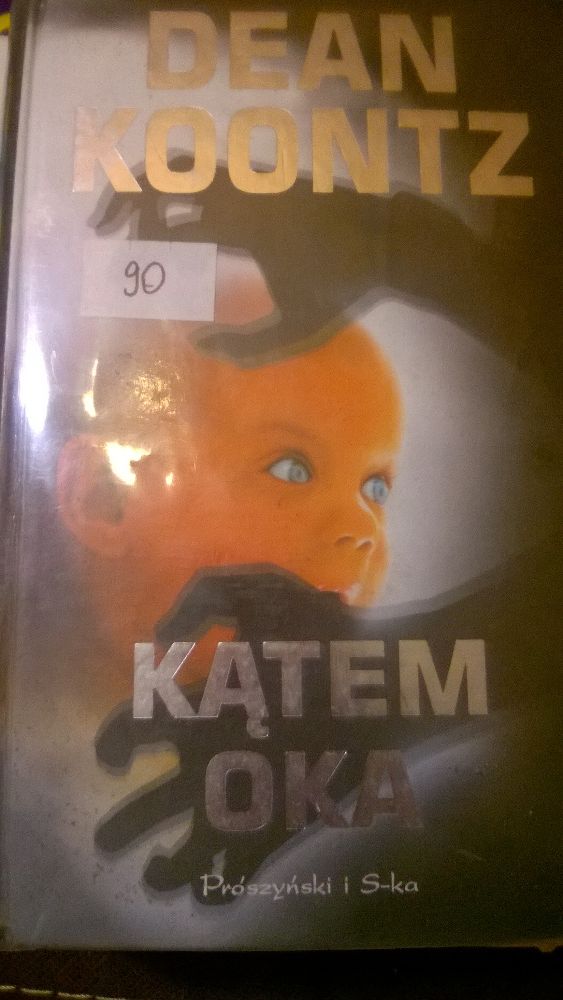 DEAN
KOONTZ
90
KĄTEM
OKA
Prószyński i S-ka